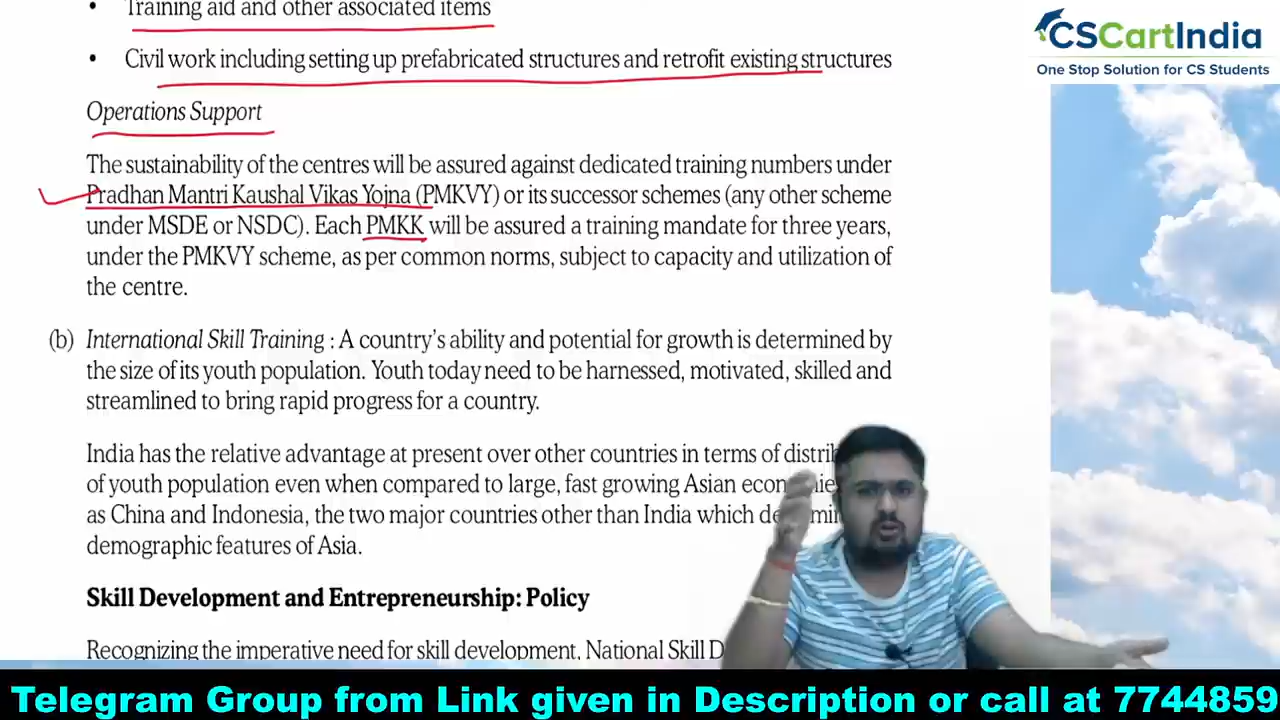 • Training aid and other associated items
• Civil work including setting up prefabricated structures and retrofit existing structures
Operations Support
The sustainability of the centres will be assured against dedicated training numbers under
Pradhan Mantri Kaushal Vikas Yojna (PMKVY) or its successor schemes (any other scheme
under MSDE or NSDC). Each PMKK will be assured a training mandate for three years,
under the PMKVY scheme, as per common norms, subject to capacity and utilization of
the centre.
(b) International Skill Training : A country's ability and potential for growth is determined by
the size of its youth population. Youth today need to be harnessed, motivated, skilled and
streamlined to bring rapid progress for a country.
India has the relative advantage at present over other countries in terms of
of youth population even when compared to large, fast growing Asian
as China and Indonesia, the two major countries other than India which
demographic features of Asia.
Skill Development and Entrepreneurship: Policy
Recognizing the imperative need for skill development, National Skill
CSCartIndia
One Stop Solution for CS Students
Telegram Group from Link given in Description or call at 7744859